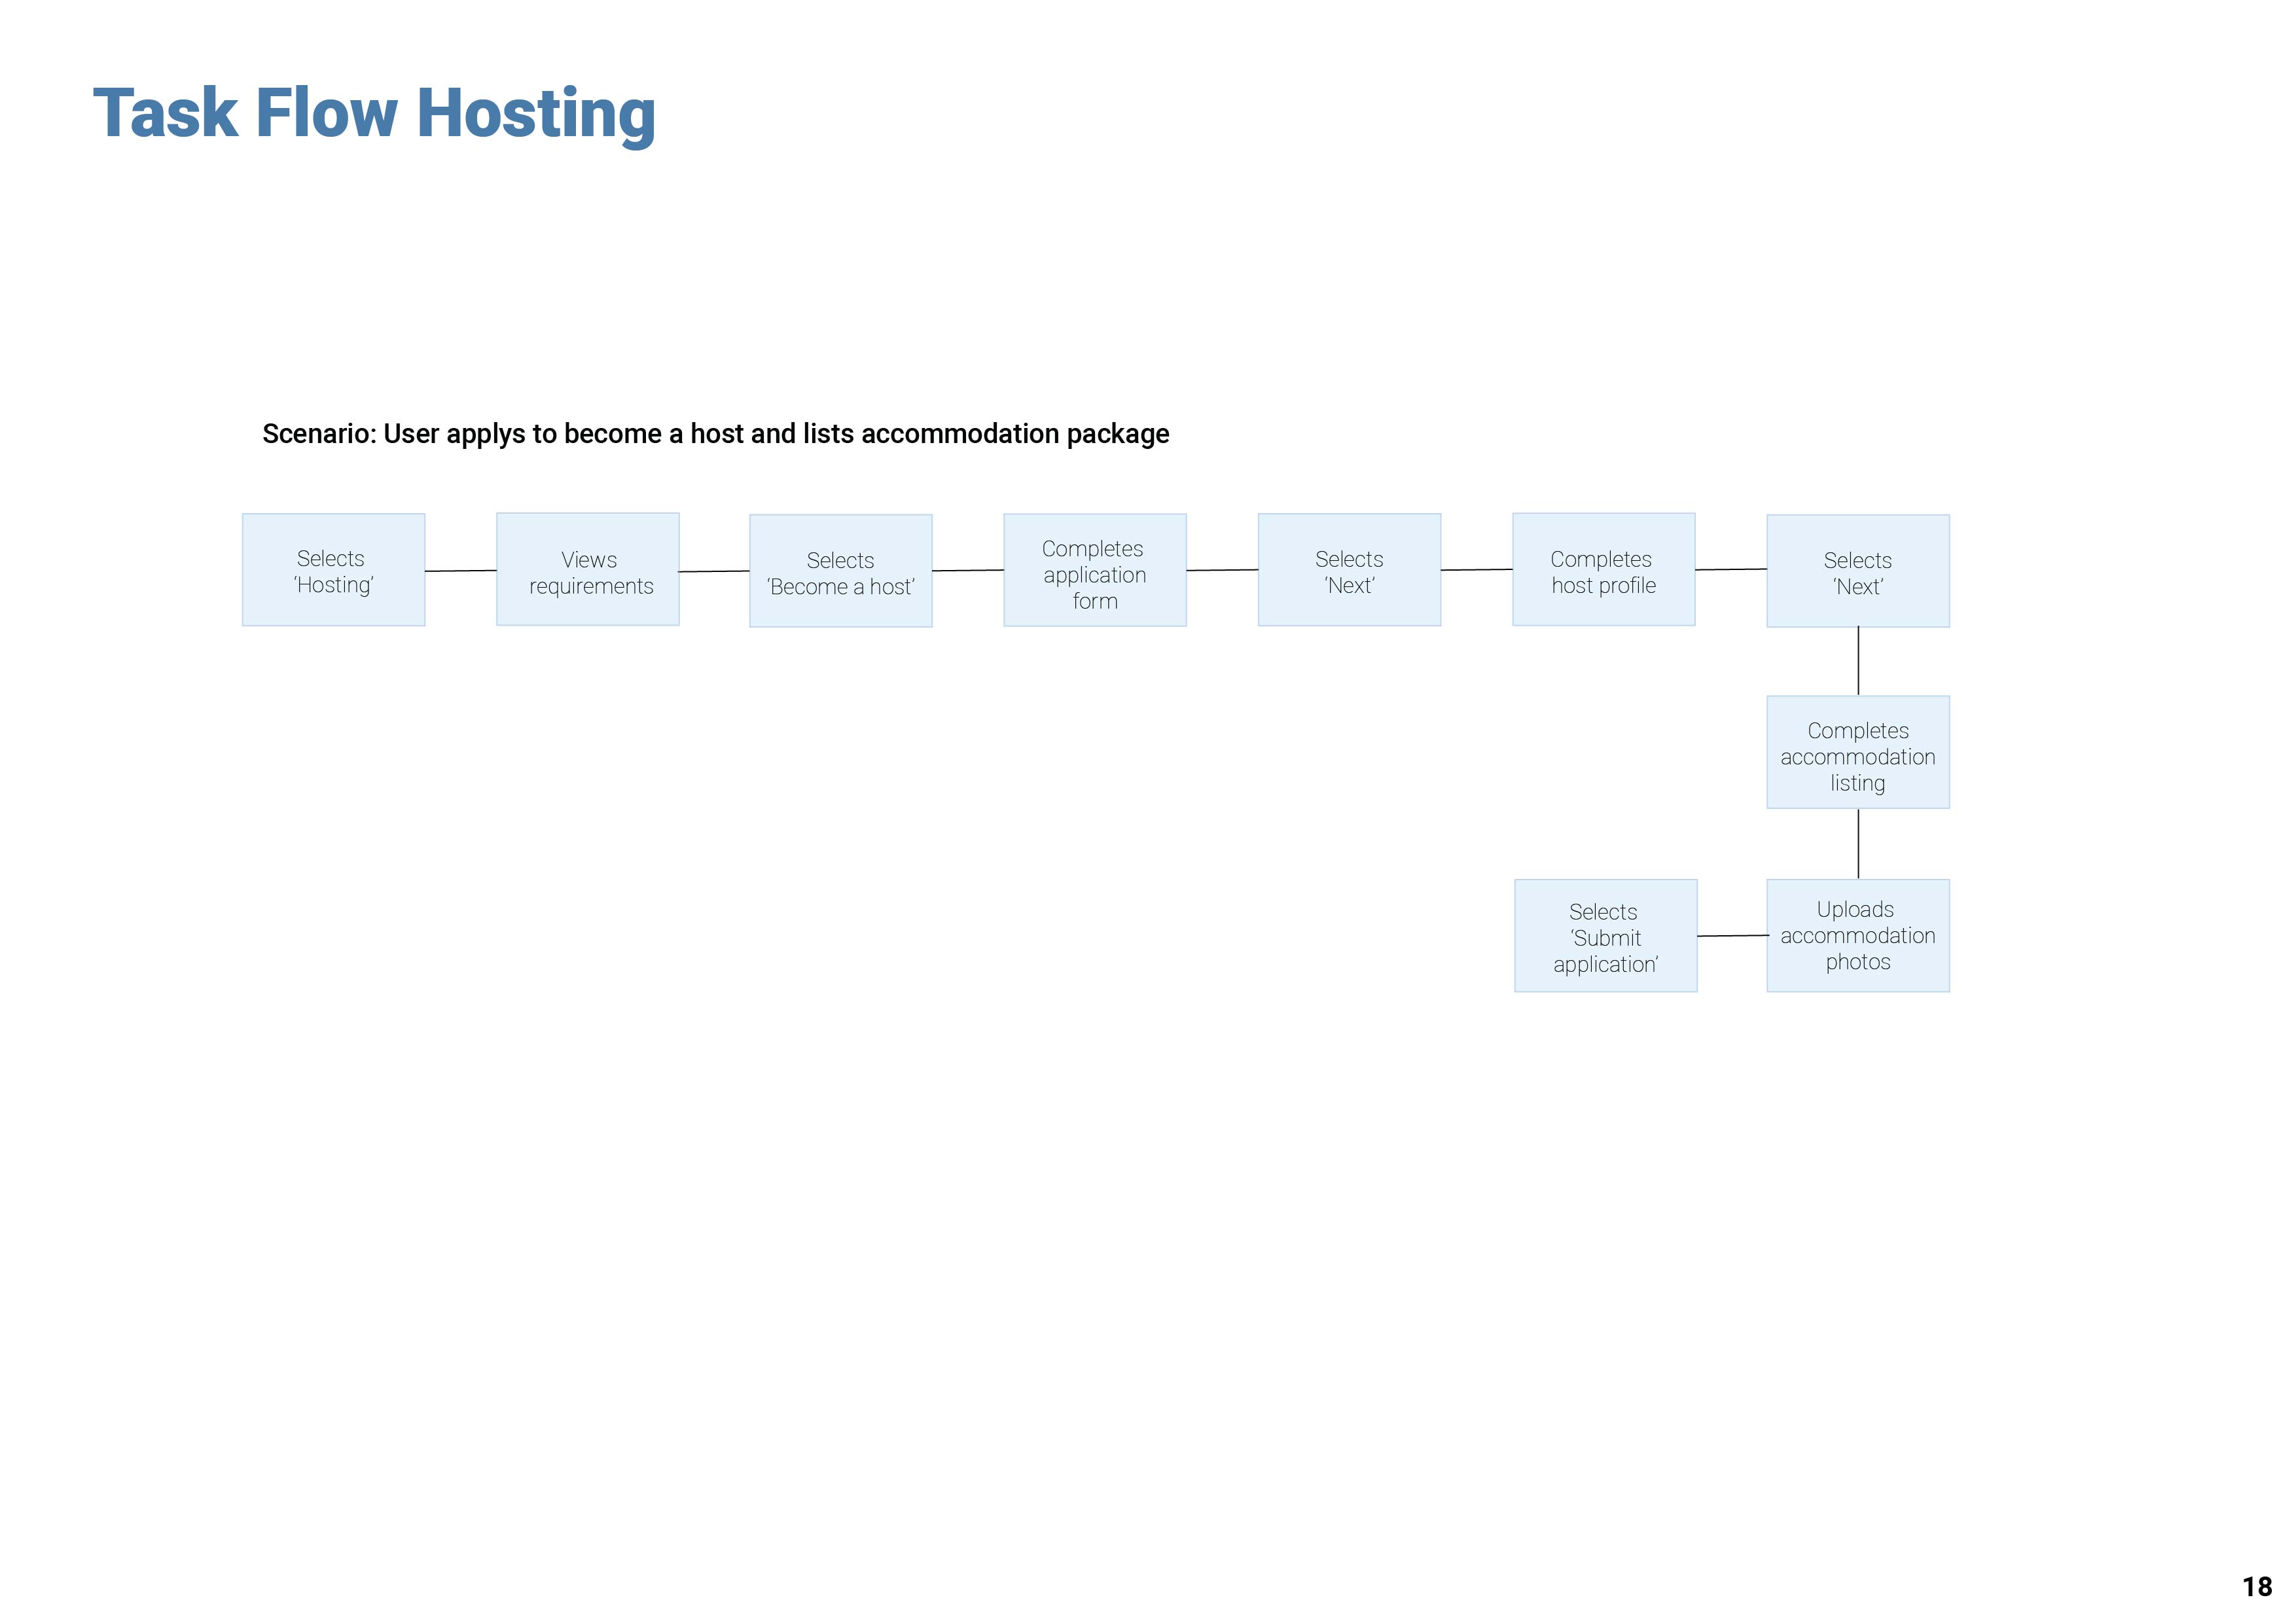 Task Flow Hosting
Scenario: User applys to become a host and lists accommodation package
Selects
‘Hosting’
Views
requirements
Selects
‘Become a host’
Completes
application
form
Selects
‘Next’
Completes
host profile
Selects
‘Next’
Completes
accommodation
listing
Uploads
accommodation
photos
Selects
‘Submit
application’
18